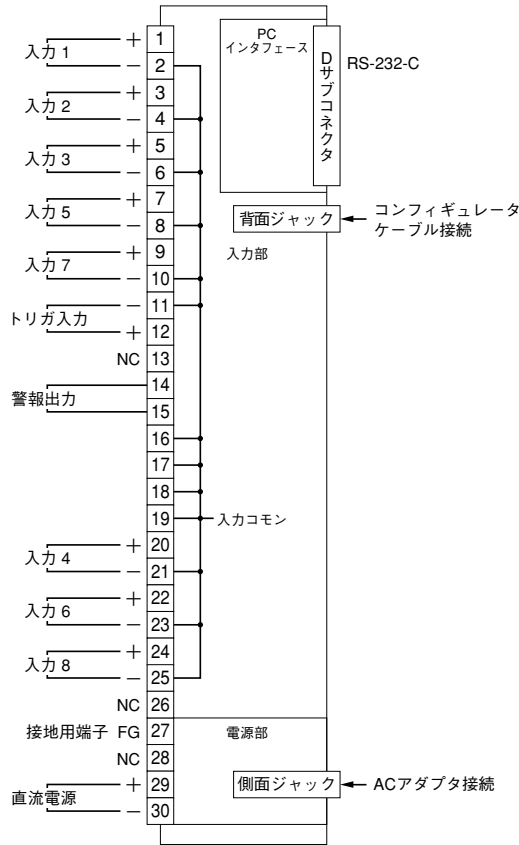 入力 1
+ 1
− 2
入力 2
+ 3
− 4
入力 3
+ 5
− 6
入力 5
+ 7
− 8
入力 7
+ 9
− 10
トリガ入力
− 11
+ 12
NC 13
警報出力
14
15
16
17
18
19 入力コモン
入力 4
+ 20
− 21
入力 6
+ 22
− 23
入力 8
+ 24
− 25
NC 26
接地用端子 FG 27
NC 28
直流電源
+ 29
− 30
PC
インタフェース
Dサブコネクタ
RS-232-C
背面ジャック
コンフィギュレータ
ケーブル接続
入力部
電源部
側面ジャック
ACアダプタ接続